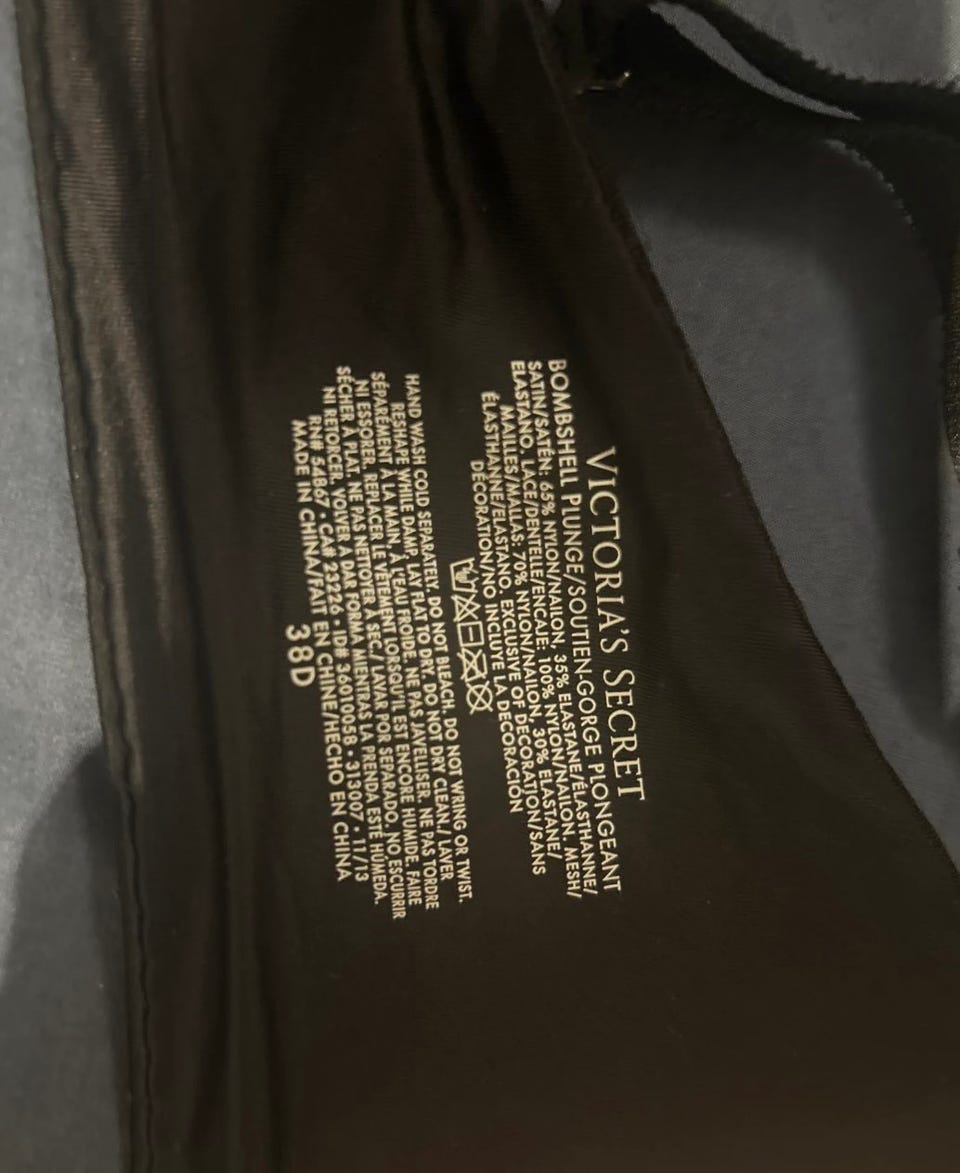 VICTORIA'S SECRET
BOMBSHELL PLUNGE/SOUTIEN-GORGE PLONGEANT
SATIN/SATÉN: 65% NYLON/NAILON, 35% ELASTANE/ÉLASTHANNE/
ELASTANO. LACE/DENTELLE/ENCAJE: 100% NYLON/NAILON. MESH/
MAILLES/MALLAS: 70% NYLON/NAILON, 30% ELASTANE/
ÉLASTHANNE/ELASTANO. EXCLUSIVE OF DECORATION/SANS
DÉCORATION/NO INCLUYE LA DECORACIÓN
HAND WASH COLD SEPARATELY. DO NOT BLEACH. DO NOT WRING OR TWIST.
RESHAPE WHILE DAMP. LAY FLAT TO DRY. DO NOT DRY CLEAN./ LAVER
SÉPARÉMENT À LA MAIN, À L'EAU FROIDE. NE PAS JAVELLISER. NE PAS TORDRE
NI ESSORER. REPLACER LE VÊTEMENT LORSQU'IL EST ENCORE HUMIDE. FAIRE
SÉCHER À PLAT. NE PAS NETTOYER À SEC./ LAVAR POR SEPARADO, NO ESCURRIR
NI RETORCER. VOLVER A DAR FORMA MIENTRAS LA PRENDA ESTÉ HÚMEDA.
RN# 54867 • CA# 23226 • ID# 36010058 • 313007 • 11/13
MADE IN CHINA/FAIT EN CHINE/HECHO EN CHINA
38D